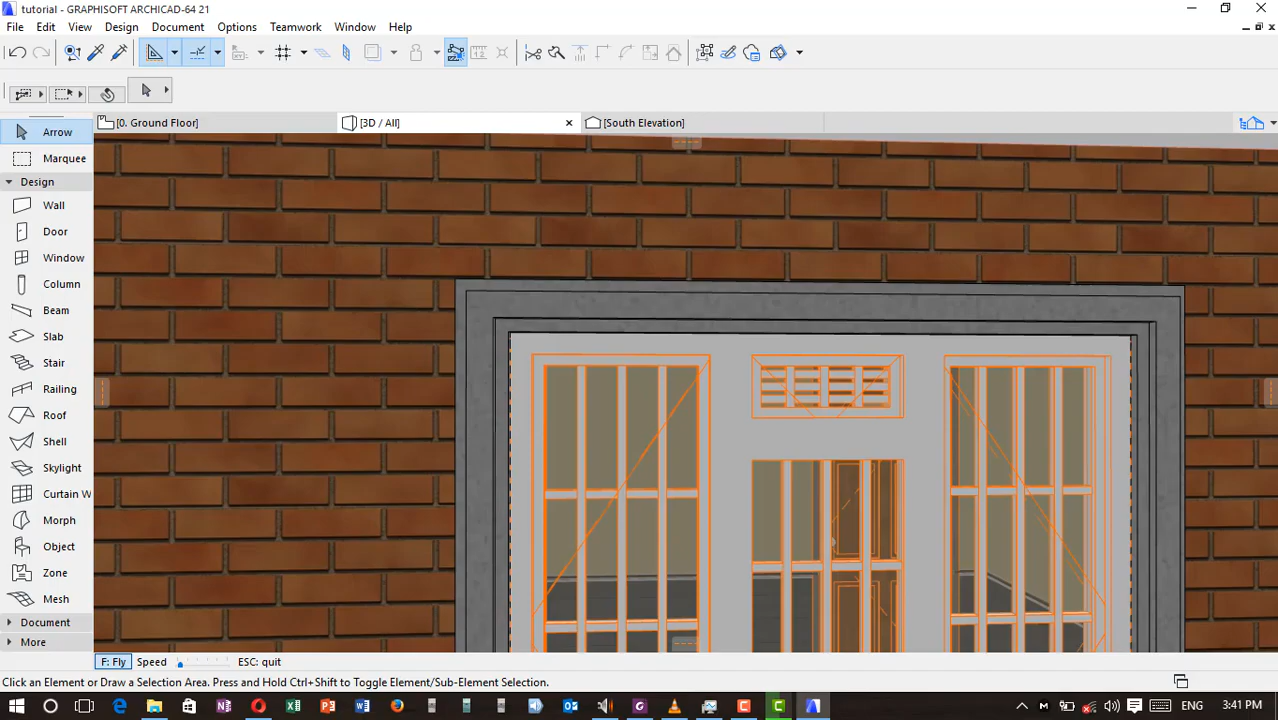 tutorial - GRAPHISOFT ARCHICAD-64 21
File Edit View Design Document Options Teamwork Window Help
[0. Ground Floor] [3D / All] [South Elevation]
Arrow
Marquee
Design
Wall
Door
Window
Column
Beam
Slab
Stair
Railing
Roof
Shell
Skylight
Curtain W
Morph
Object
Zone
Mesh
Document
More
F: Fly Speed ESC: quit
Click an Element or Draw a Selection Area. Press and Hold Ctrl+Shift to Toggle Element/Sub-Element Selection.
ENG 3:41 PM